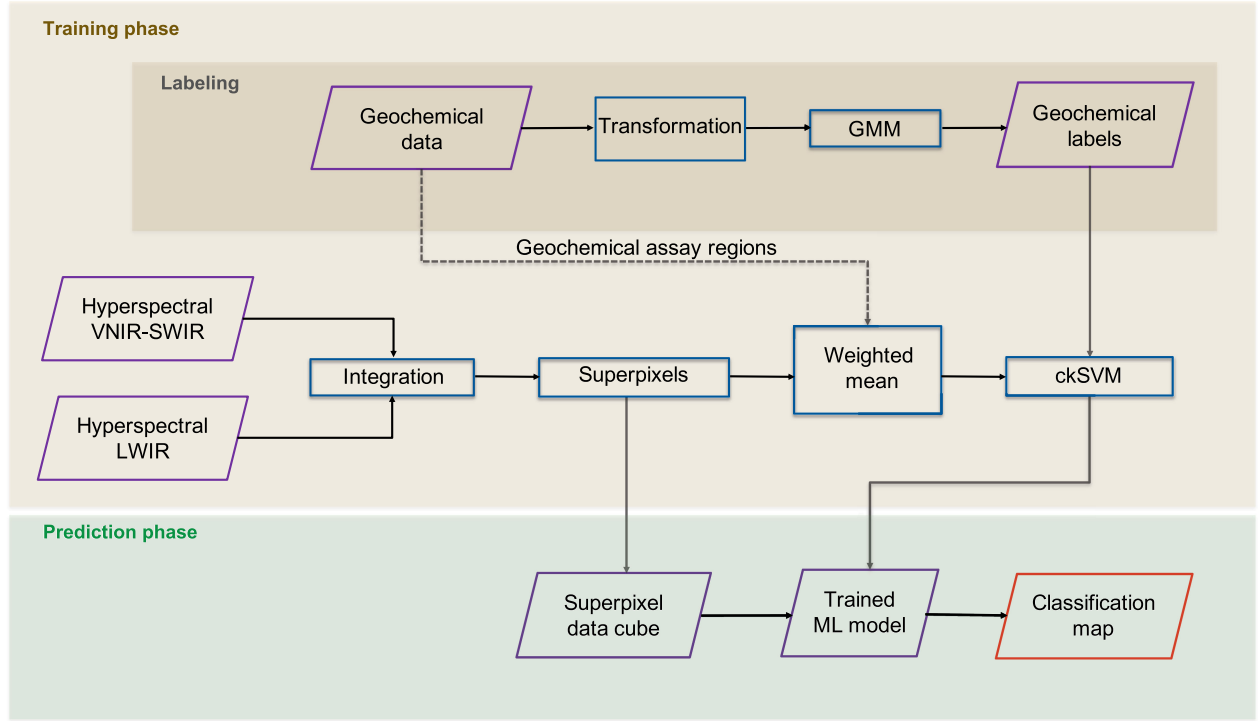 Training phase
Labeling
Geochemical
data
Transformation
GMM
Geochemical
labels
Geochemical assay regions
Hyperspectral
VNIR-SWIR
Integration
Superpixels
Weighted
mean
ckSVM
Hyperspectral
LWIR
Prediction phase
Superpixel
data cube
Trained
ML model
Classification
map